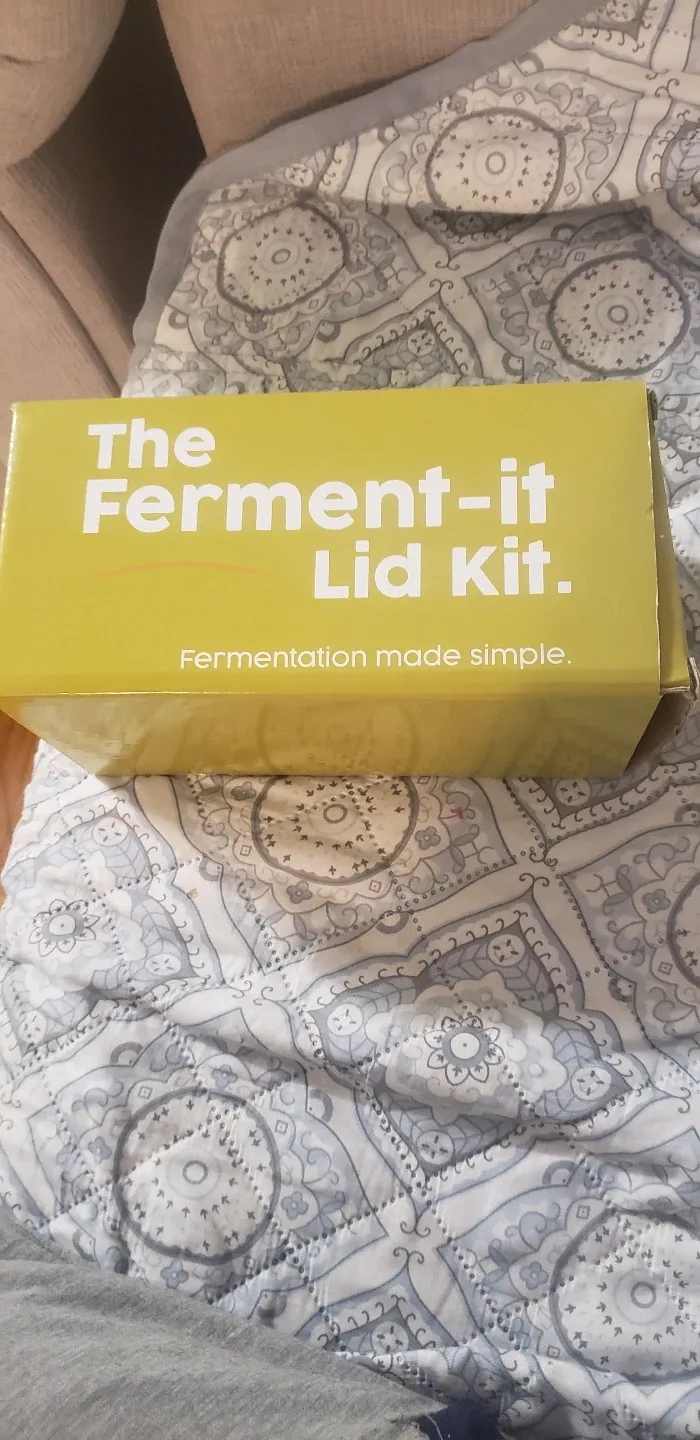 The
Ferment-it
Lid Kit.
Fermentation made simple.